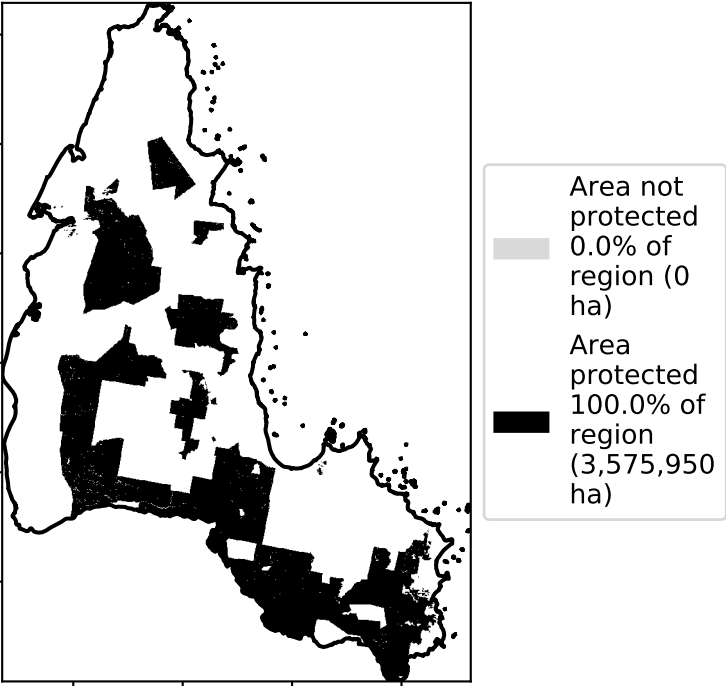 Area not
protected
0.0% of
region (0
ha)
Area
protected
100.0% of
region
(3,575,950
ha)